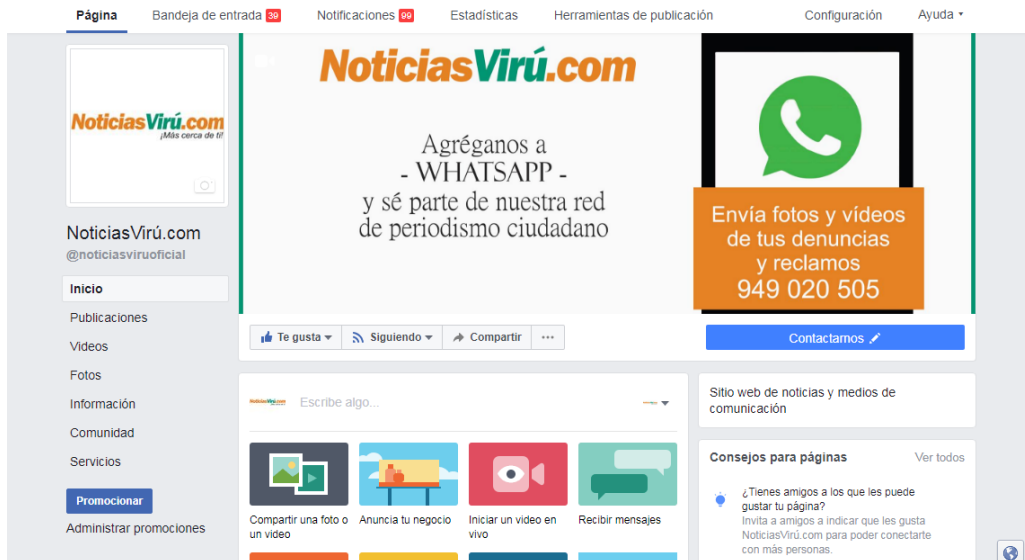 Página
Bandeja de entrada 39
Notificaciones 99
Estadísticas
Herramientas de publicación
Configuración
Ayuda
NoticiasVirú.com
¡Más cerca de ti!
NoticiasVirú.com
@noticiasviruoficial
Inicio
Publicaciones
Videos
Fotos
Información
Comunidad
Servicios
Promocionar
Administrar promociones
NoticiasVirú.com
Agréganos a
- WHATSAPP -
y sé parte de nuestra red
de periodismo ciudadano
Envía fotos y vídeos
de tus denuncias
y reclamos
949 020 505
Te gusta
Siguiendo
Compartir
Contactarnos
NoticiasVirú.com
Escribe algo...
Compartir una foto o
un video
Anuncia tu negocio
Iniciar un video en
vivo
Recibir mensajes
Sitio web de noticias y medios de
comunicación
Consejos para páginas
Ver todos
¿Tienes amigos a los que les puede
gustar tu página?
Invita a amigos a indicar que les gusta
NoticiasVirú.com para poder conectarte
con más personas.